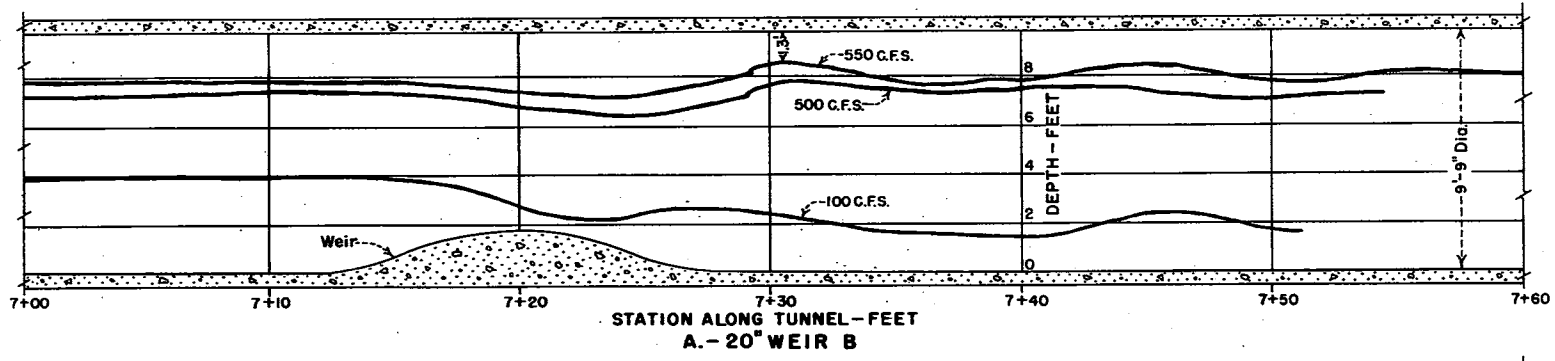 1.3'
550 C.F.S.
8
500 C.F.S.
6
DEPTH-FEET
9'-9" Dia.
4
100 C.F.S.
2
Weir
0
7+00 7+10 7+20 7+30 7+40 7+50 7+60
STATION ALONG TUNNEL-FEET
A.-20" WEIR B